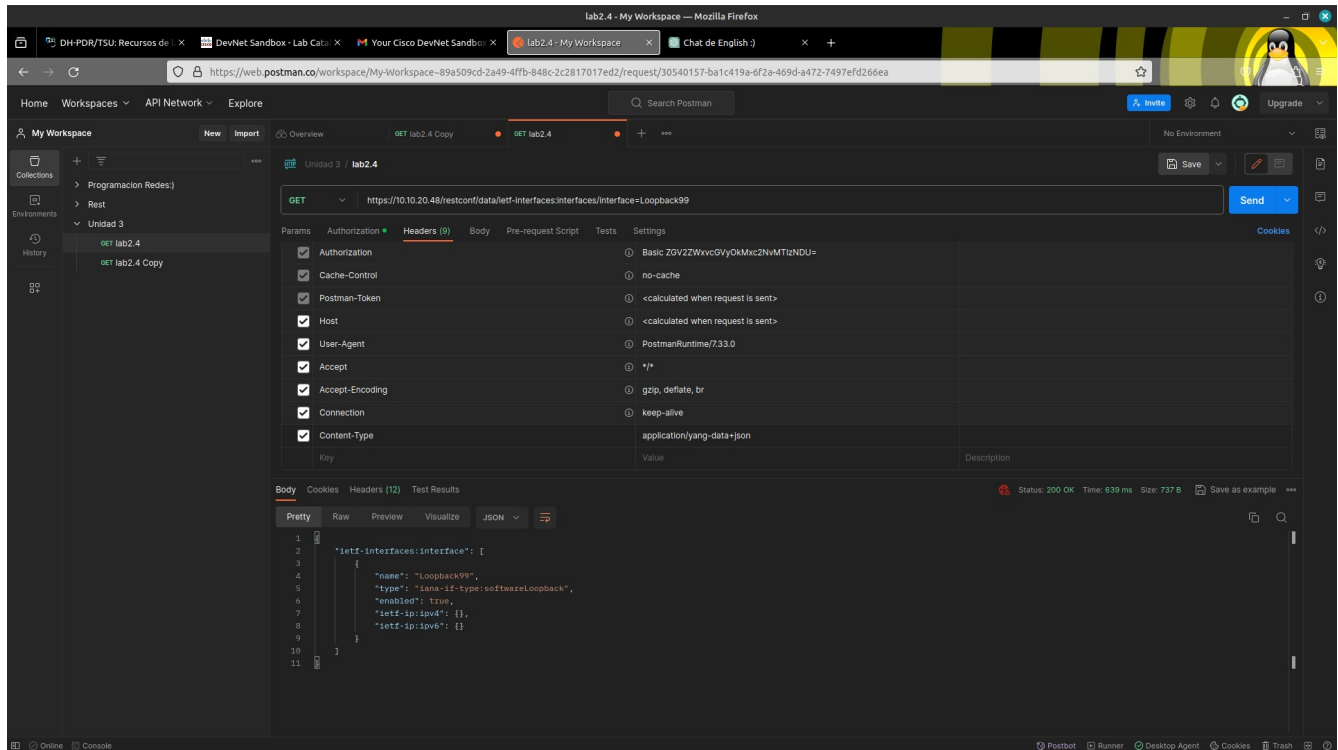 lab2.4 - My Workspace — Mozilla Firefox
DH-PDR/TSU: Recursos de l
DevNet Sandbox - Lab Cata
Your Cisco DevNet Sandbox
lab2.4 - My Workspace
Chat de English :)
https://web.postman.co/workspace/My-Workspace~89a509cd-2a49-4ffb-848c-2c2817017ed2/request/30540157-ba1c419a-6f2a-469d-a472-7497efd266ea
Home Workspaces API Network Explore Search Postman Invite Upgrade
My Workspace New Import Overview GET lab2.4 Copy GET lab2.4 No Environment
Collections
Environments
History
Programacion Redes:)
Rest
Unidad 3
GET lab2.4
GET lab2.4 Copy
HTTP Unidad 3 / lab2.4 Save
GET https://10.10.20.48/restconf/data/ietf-interfaces:interfaces/interface=Loopback99 Send
Params Authorization Headers (9) Body Pre-request Script Tests Settings Cookies
Authorization Basic ZGV2ZWxvcGVyOkMxc2NvMTIzNDU=
Cache-Control no-cache
Postman-Token <calculated when request is sent>
Host <calculated when request is sent>
User-Agent PostmanRuntime/7.33.0
Accept */*
Accept-Encoding gzip, deflate, br
Connection keep-alive
Content-Type application/yang-data+json
Key Value Description
Body Cookies Headers (12) Test Results Status: 200 OK Time: 639 ms Size: 737 B Save as example
Pretty Raw Preview Visualize JSON
1 {
2 "ietf-interfaces:interface": [
3 {
4 "name": "Loopback99",
5 "type": "iana-if-type:softwareLoopback",
6 "enabled": true,
7 "ietf-ip:ipv4": {},
8 "ietf-ip:ipv6": {}
9 }
10 ]
11 }
Online Console Postbot Runner Desktop Agent Cookies Trash